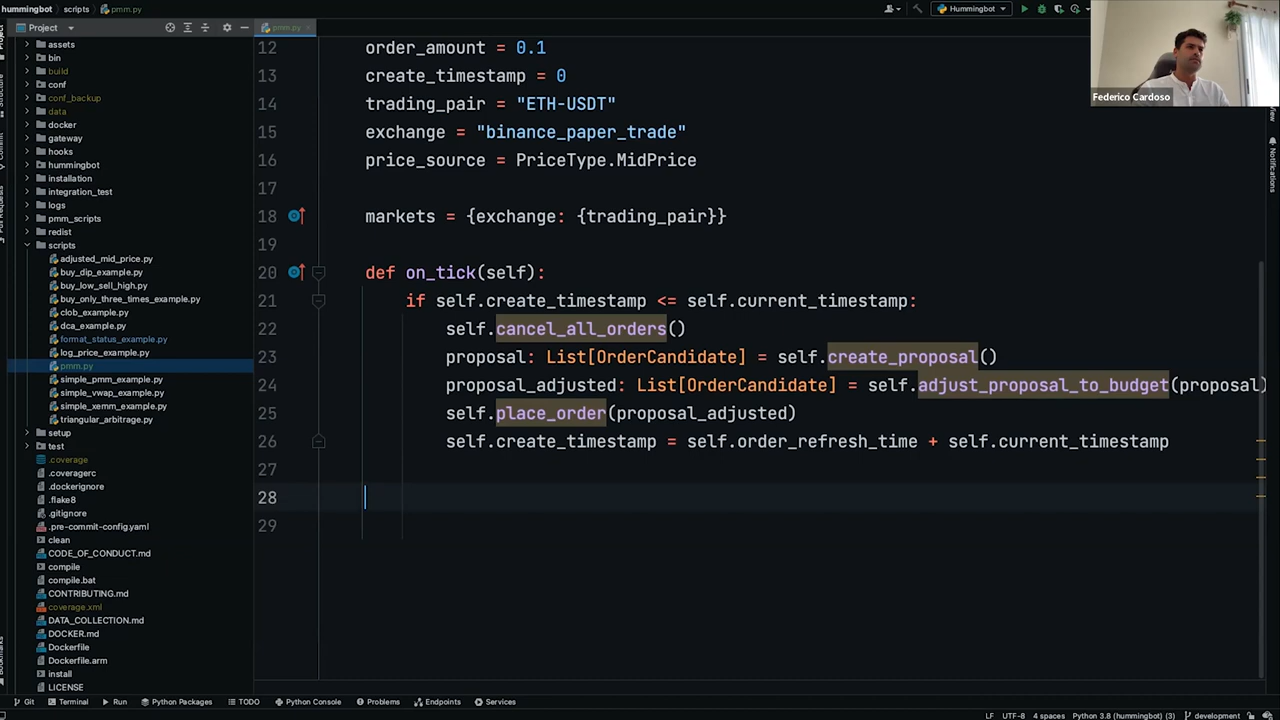 hummingbot scripts pmm.py
Hummingbot
Project
pmm.py
Federico Cardoso
assets
bin
build
conf
conf_backup
data
docker
gateway
hooks
hummingbot
installation
integration_test
logs
pmm_scripts
redist
scripts
adjusted_mid_price.py
buy_dip_example.py
buy_low_sell_high.py
buy_only_three_times_example.py
clob_example.py
dca_example.py
format_status_example.py
log_price_example.py
pmm.py
simple_pmm_example.py
simple_vwap_example.py
simple_xemm_example.py
triangular_arbitrage.py
setup
test
.coverage
.coveragerc
.dockerignore
.flake8
.gitignore
.pre-commit-config.yaml
clean
CODE_OF_CONDUCT.md
compile
compile.bat
CONTRIBUTING.md
coverage.xml
DATA_COLLECTION.md
DOCKER.md
Dockerfile
Dockerfile.arm
install
LICENSE
12 order_amount = 0.1
13 create_timestamp = 0
14 trading_pair = "ETH-USDT"
15 exchange = "binance_paper_trade"
16 price_source = PriceType.MidPrice
17
18 markets = {exchange: {trading_pair}}
19
20 def on_tick(self):
21 if self.create_timestamp <= self.current_timestamp:
22 self.cancel_all_orders()
23 proposal: List[OrderCandidate] = self.create_proposal()
24 proposal_adjusted: List[OrderCandidate] = self.adjust_proposal_to_budget(proposal)
25 self.place_order(proposal_adjusted)
26 self.create_timestamp = self.order_refresh_time + self.current_timestamp
27
28
29
Notifications
Git Terminal Run Python Packages TODO Python Console Problems Endpoints Services
LF UTF-8 4 spaces Python 3.8 (hummingbot) (3) development